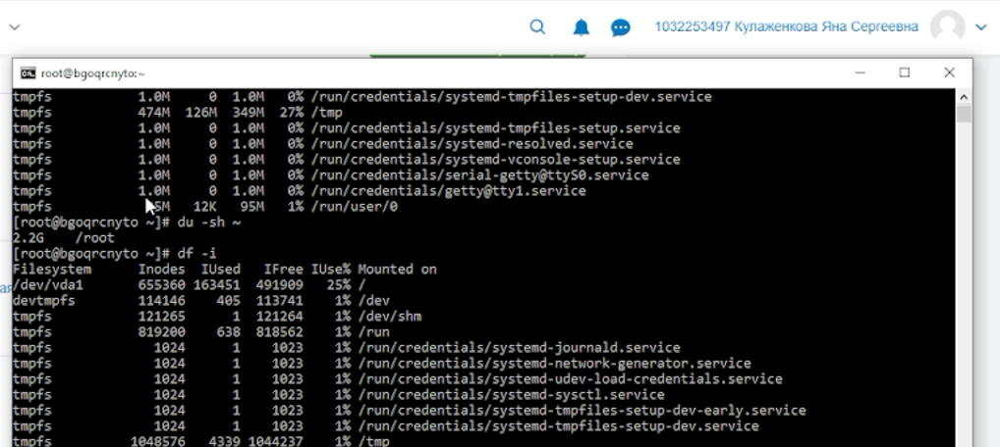 1032253497 Кулаженкова Яна Сергеевна
root@bgoqrcnyto:~
tmpfs 1.0M 0 1.0M 0% /run/credentials/systemd-tmpfiles-setup-dev.service
tmpfs 474M 126M 349M 27% /tmp
tmpfs 1.0M 0 1.0M 0% /run/credentials/systemd-tmpfiles-setup.service
tmpfs 1.0M 0 1.0M 0% /run/credentials/systemd-resolved.service
tmpfs 1.0M 0 1.0M 0% /run/credentials/systemd-vconsole-setup.service
tmpfs 1.0M 0 1.0M 0% /run/credentials/serial-getty@ttyS0.service
tmpfs 1.0M 0 1.0M 0% /run/credentials/getty@tty1.service
tmpfs 12K 95M 1% /run/user/0
[root@bgoqrcnyto ~]# du -sh ~
2.2G /root
[root@bgoqrcnyto ~]# df -i
Filesystem Inodes IUsed IFree IUse% Mounted on
/dev/vda1 655360 163451 491909 25% /
devtmpfs 114146 405 113741 1% /dev
tmpfs 121265 1 121264 1% /dev/shm
tmpfs 819200 638 818562 1% /run
tmpfs 1024 1 1023 1% /run/credentials/systemd-journald.service
tmpfs 1024 1 1023 1% /run/credentials/systemd-network-generator.service
tmpfs 1024 1 1023 1% /run/credentials/systemd-udev-load-credentials.service
tmpfs 1024 1 1023 1% /run/credentials/systemd-sysctl.service
tmpfs 1024 1 1023 1% /run/credentials/systemd-tmpfiles-setup-dev-early.service
tmpfs 1024 1 1023 1% /run/credentials/systemd-tmpfiles-setup-dev.service
tmpfs 1048576 4339 1044237 1% /tmp